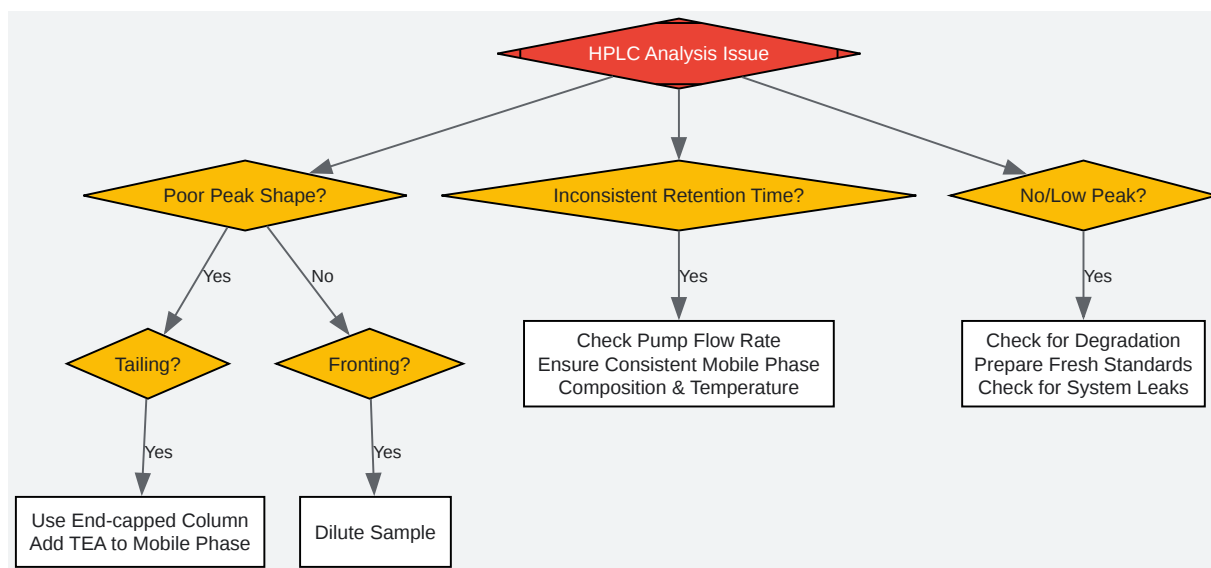 HPLC Analysis Issue
Poor Peak Shape?
Inconsistent Retention Time?
No/Low Peak?
Yes
No
Yes
Yes
Tailing?
Fronting?
Check Pump Flow Rate
Ensure Consistent Mobile Phase
Composition & Temperature
Check for Degradation
Prepare Fresh Standards
Check for System Leaks
Yes
Yes
Use End-capped Column
Add TEA to Mobile Phase
Dilute Sample